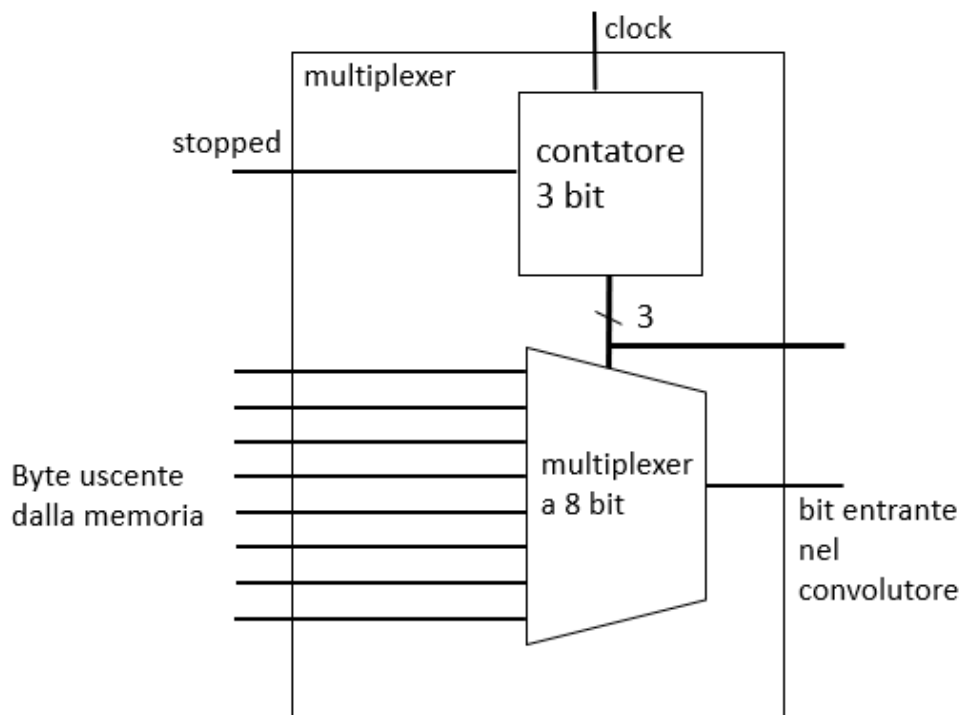 clock
multiplexer
stopped
contatore
3 bit
3
multiplexer
a 8 bit
Byte uscente
dalla memoria
bit entrante
nel
convolutore